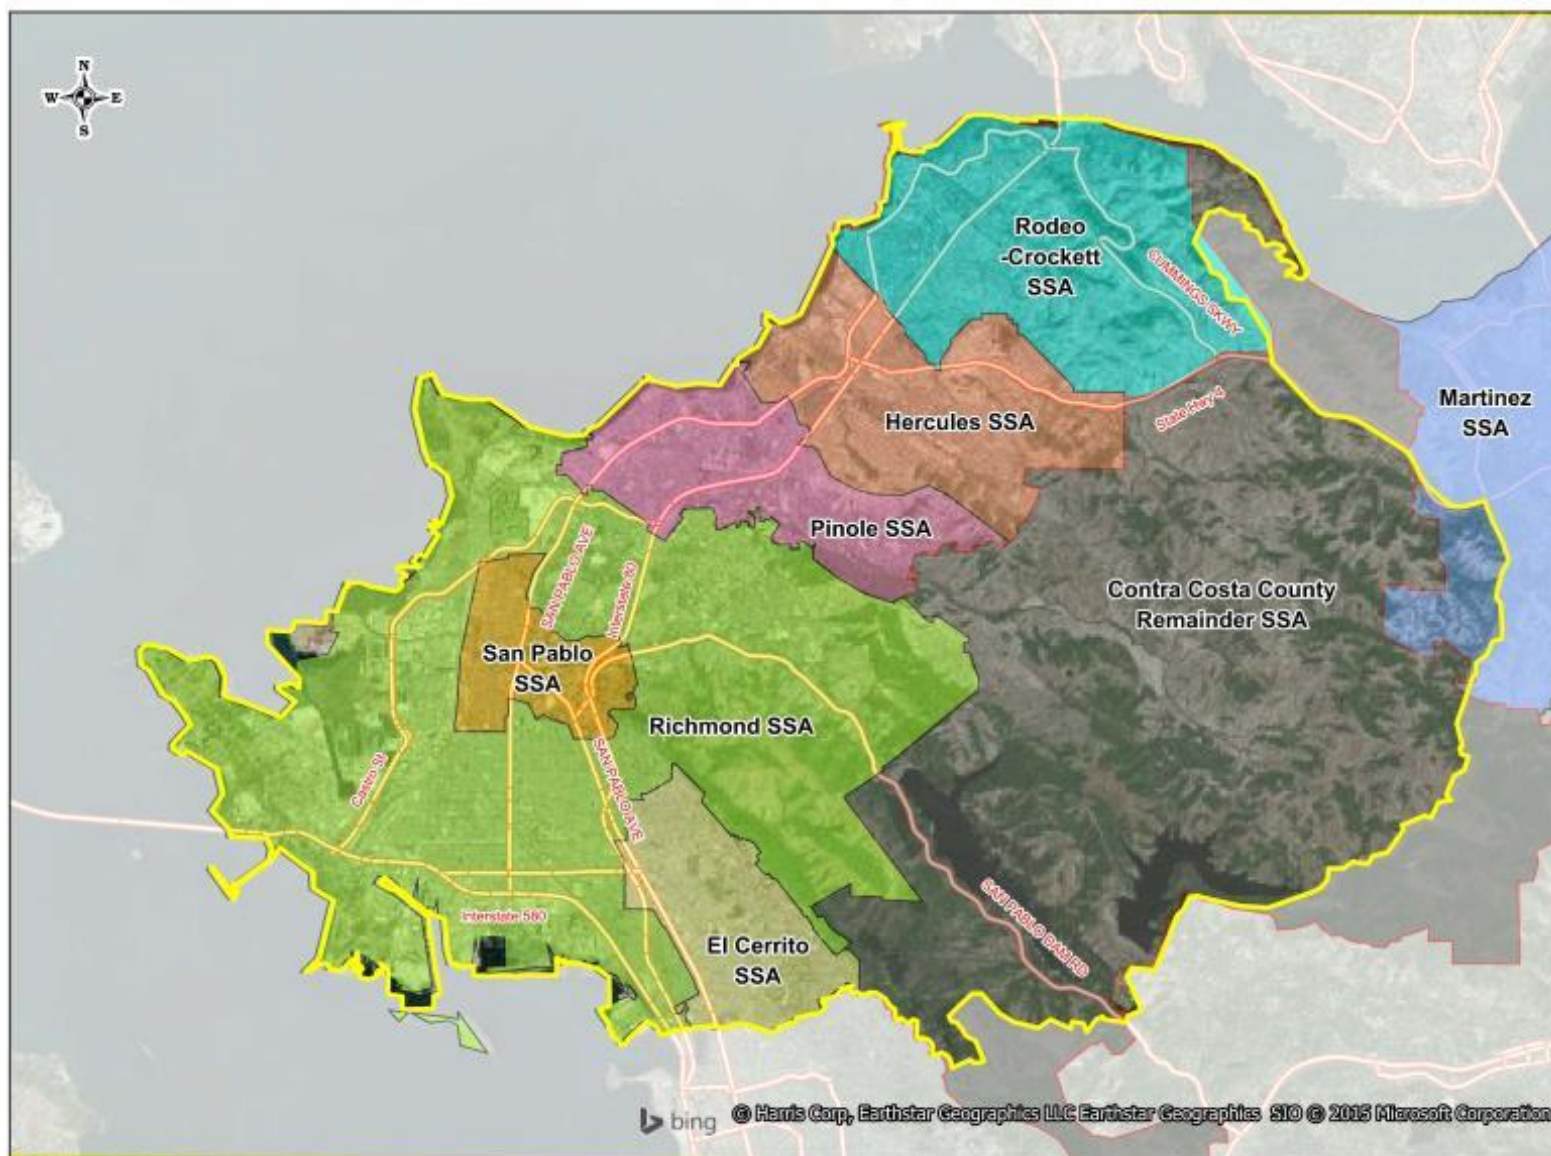 N
W E
S
Rodeo
-Crockett
SSA
CUMMINGS SKWY
Martinez
SSA
State Hwy 4
Hercules SSA
Pinole SSA
SAN PABLO AVE
Interstate 80
Contra Costa County
Remainder SSA
San Pablo
SSA
Richmond SSA
Castro St
SAN PABLO AVE
Interstate 580
El Cerrito
SSA
SAN PABLO DAM RD
bing
© Harris Corp, Earthstar Geographics LLC Earthstar Geographics SIO © 2015 Microsoft Corporation